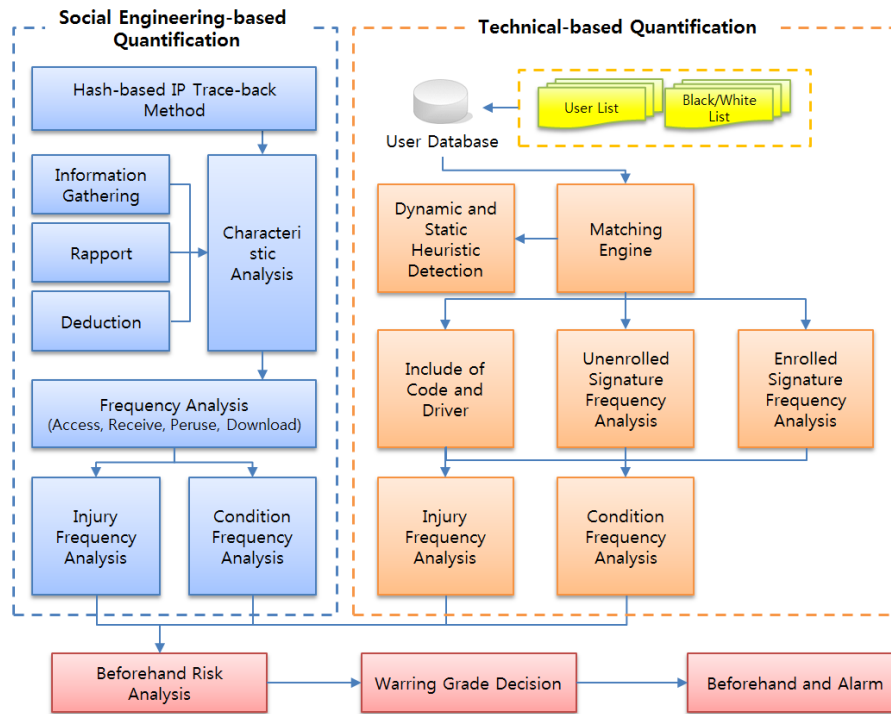 Social Engineering-based
Quantification
Hash-based IP Trace-back
Method
Information
Gathering
Rapport
Deduction
Characteri
stic
Analysis
Frequency Analysis
(Access, Receive, Peruse, Download)
Injury
Frequency
Analysis
Condition
Frequency
Analysis
Technical-based Quantification
User Database
User List
Black/White
List
Dynamic and
Static
Heuristic
Detection
Matching
Engine
Include of
Code and
Driver
Unenrolled
Signature
Frequency
Analysis
Enrolled
Signature
Frequency
Analysis
Injury
Frequency
Analysis
Condition
Frequency
Analysis
Beforehand Risk
Analysis
Warring Grade Decision
Beforehand and Alarm